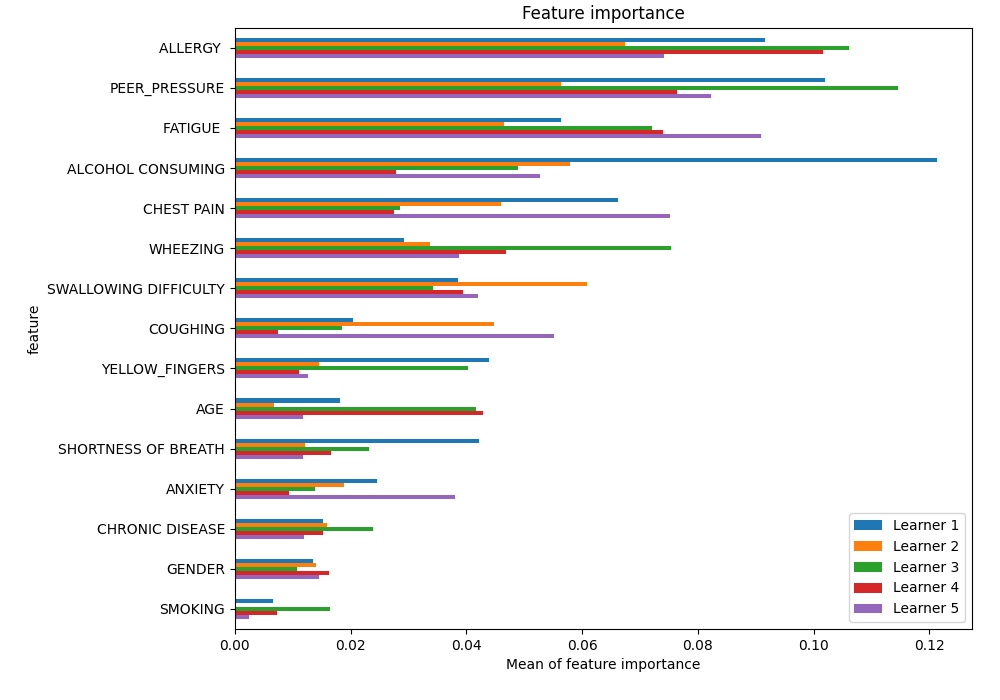 Feature importance
ALLERGY
PEER_PRESSURE
FATIGUE
ALCOHOL CONSUMING
CHEST PAIN
WHEEZING
SWALLOWING DIFFICULTY
COUGHING
YELLOW_FINGERS
AGE
SHORTNESS OF BREATH
ANXIETY
CHRONIC DISEASE
GENDER
SMOKING
feature
Learner 1
Learner 2
Learner 3
Learner 4
Learner 5
0.00 0.02 0.04 0.06 0.08 0.10 0.12
Mean of feature importance